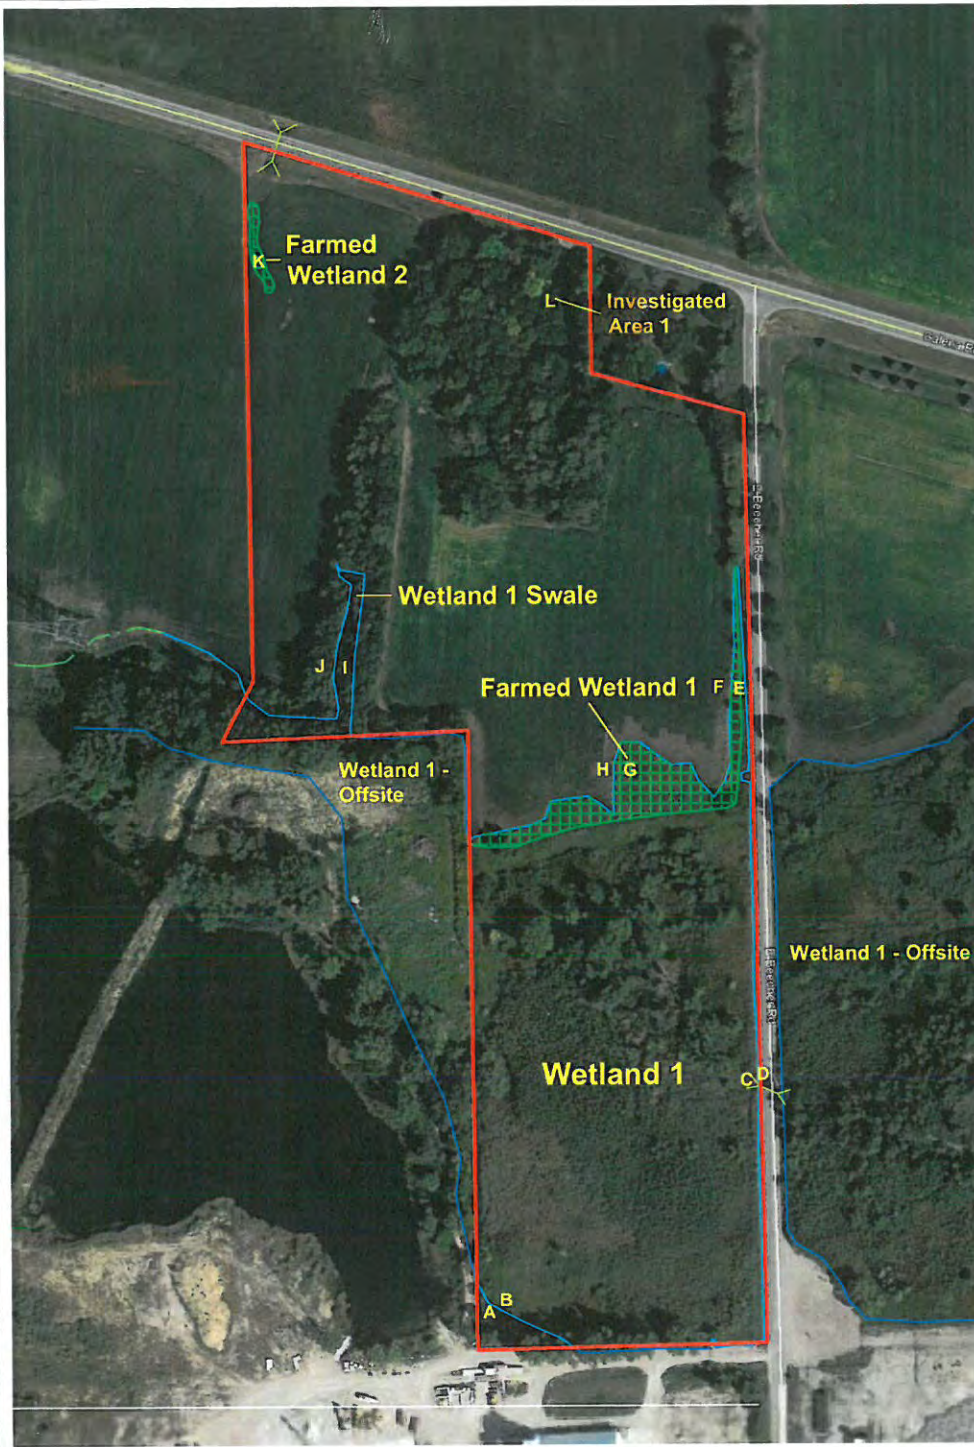 Farmed
Wetland 2
K
L
Investigated
Area 1
Wetland 1 Swale
J I
Farmed Wetland 1
F E
H G
Wetland 1 -
Offsite
Wetland 1 - Offsite
Wetland 1
C D
A B